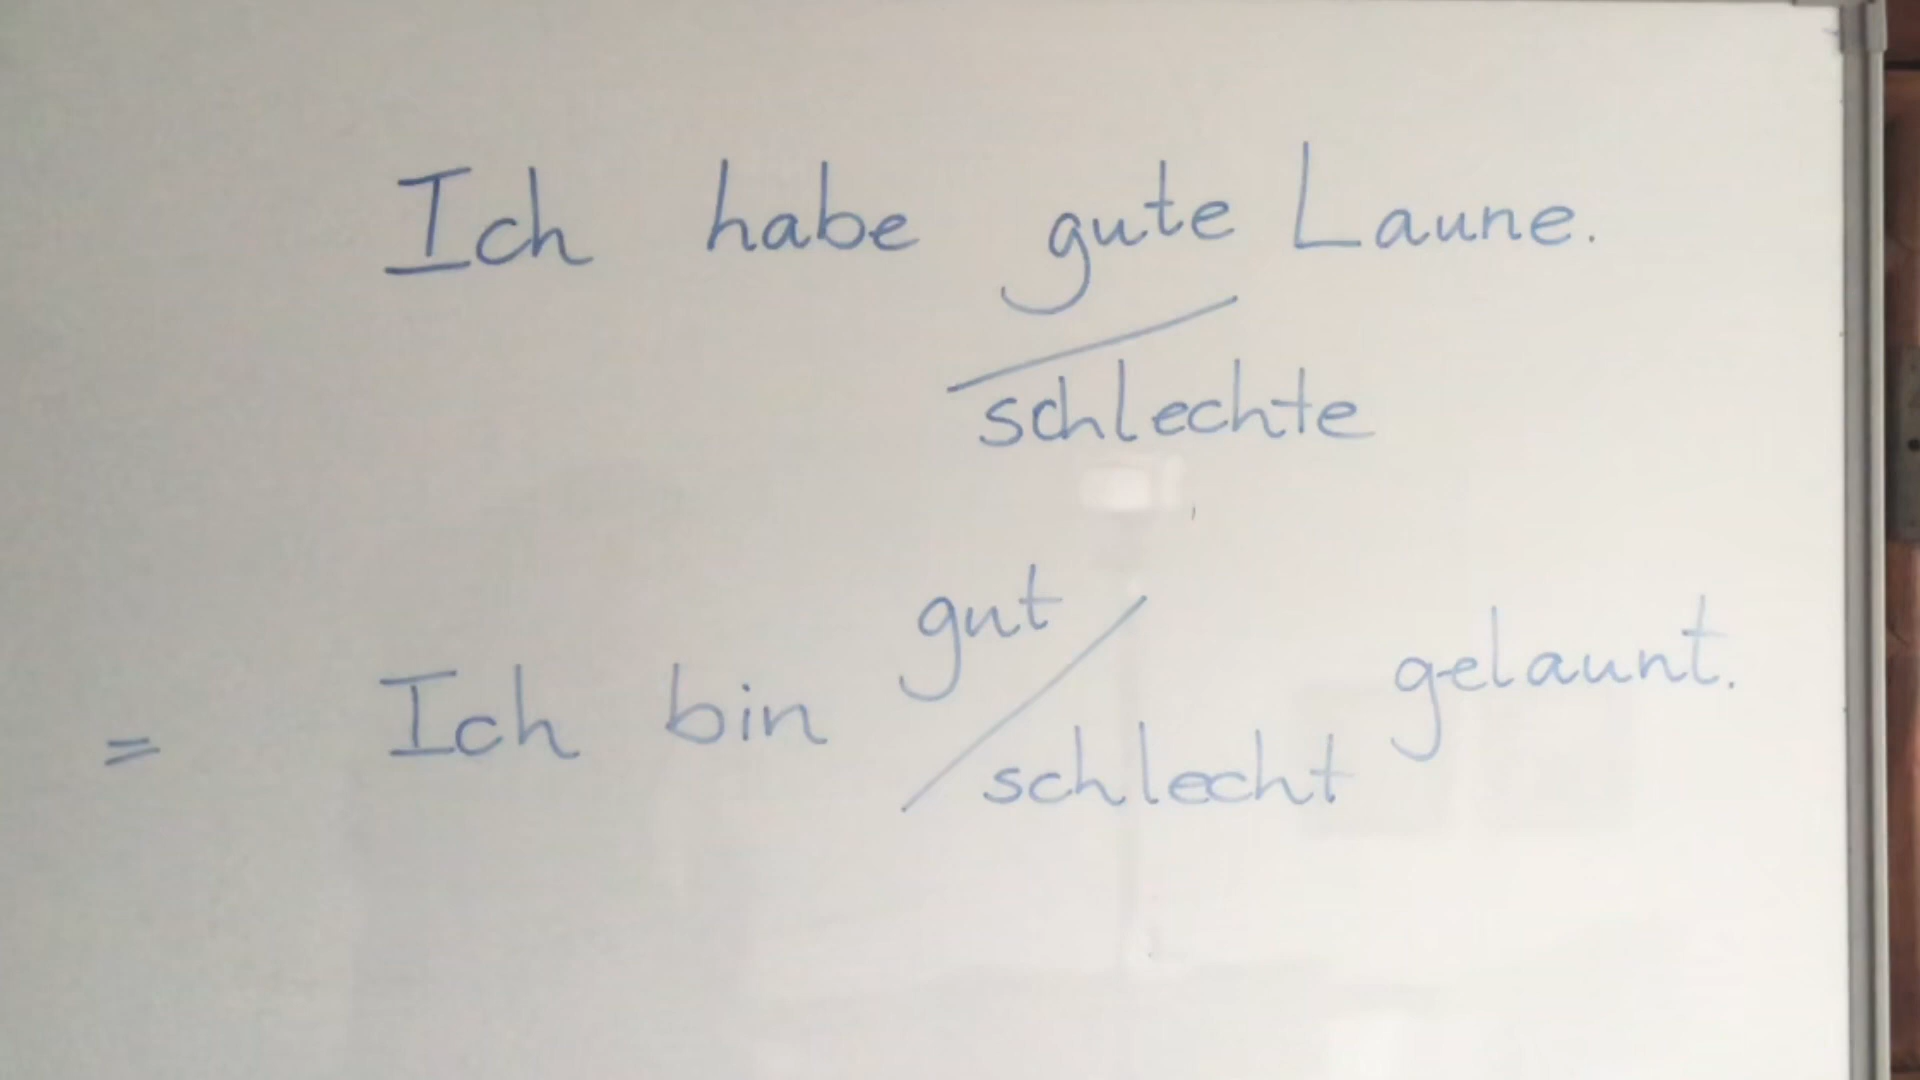 Ich habe gute Laune.
/ schlechte
gut
= Ich bin / gelaunt.
schlecht